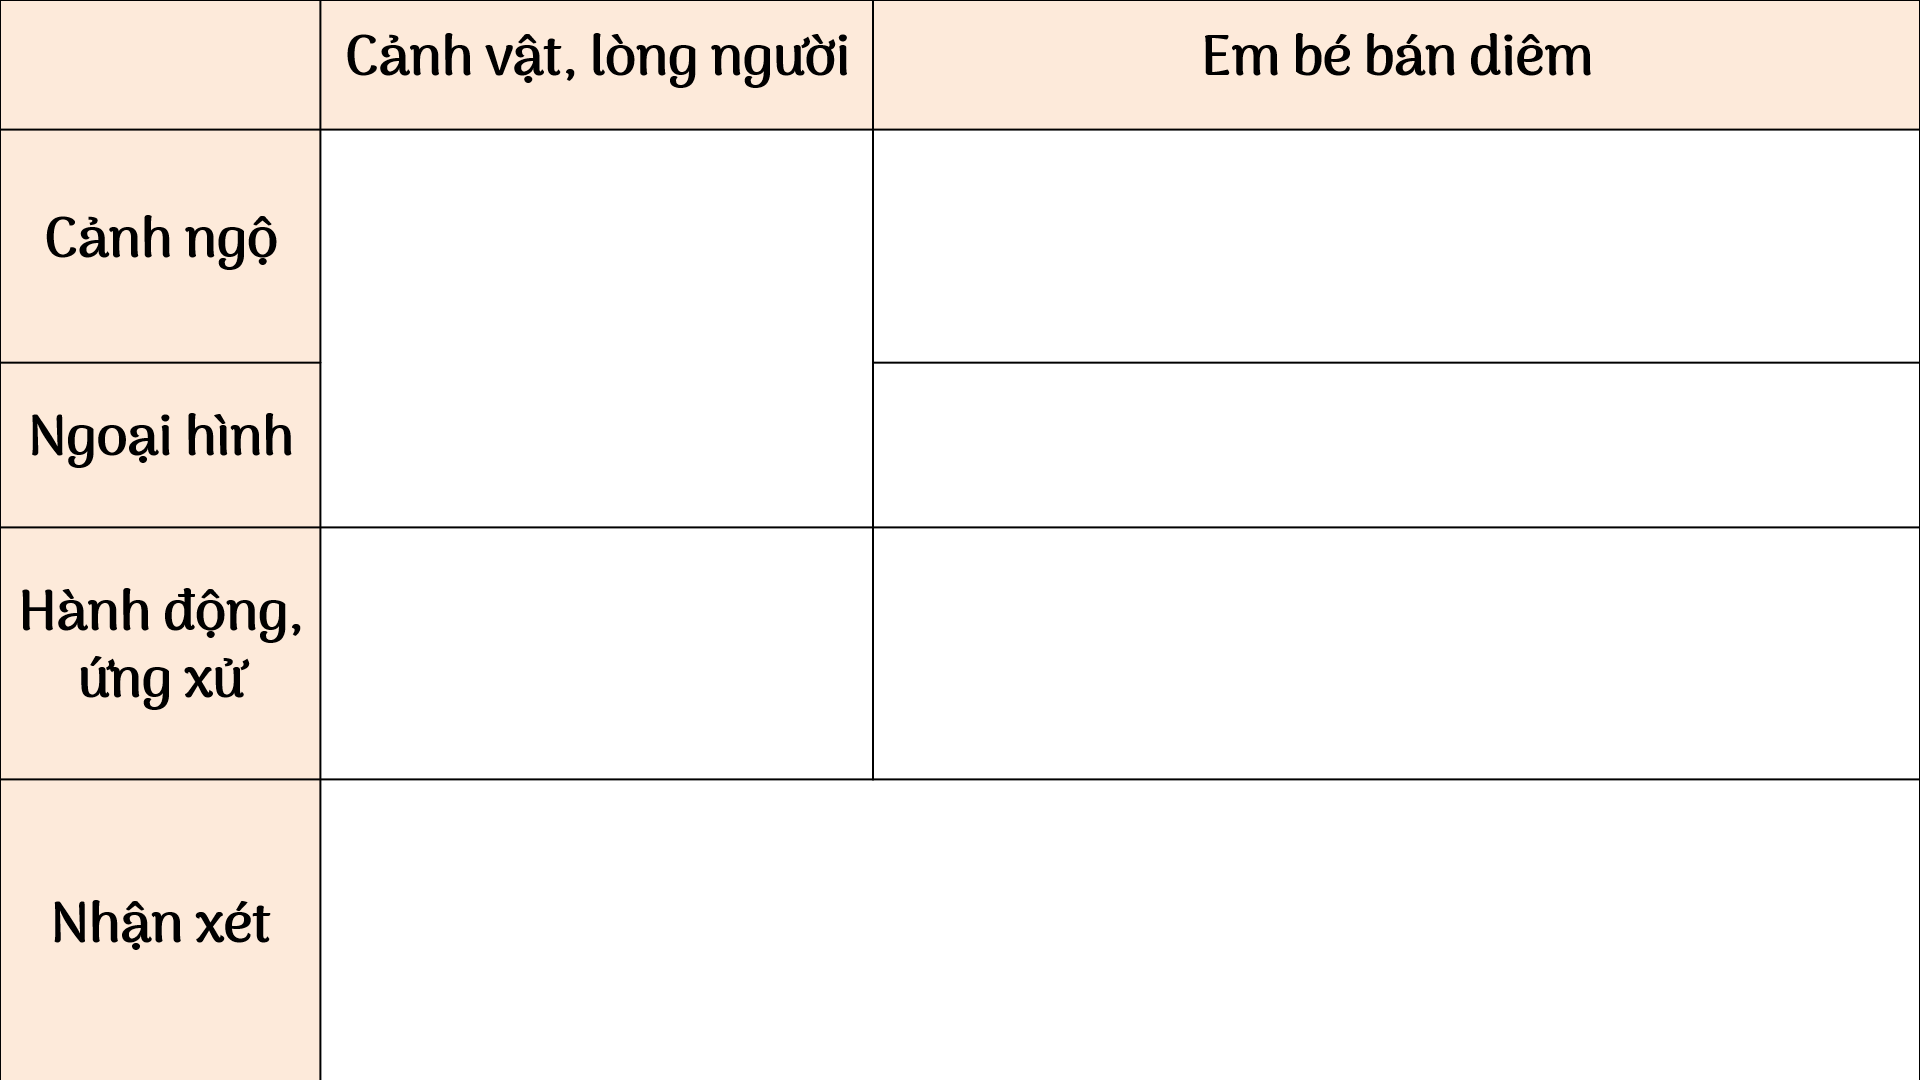 Cảnh vật, lòng người
Em bé bán diêm
Cảnh ngộ
Ngoại hình
Hành động,
ứng xử
Nhận xét